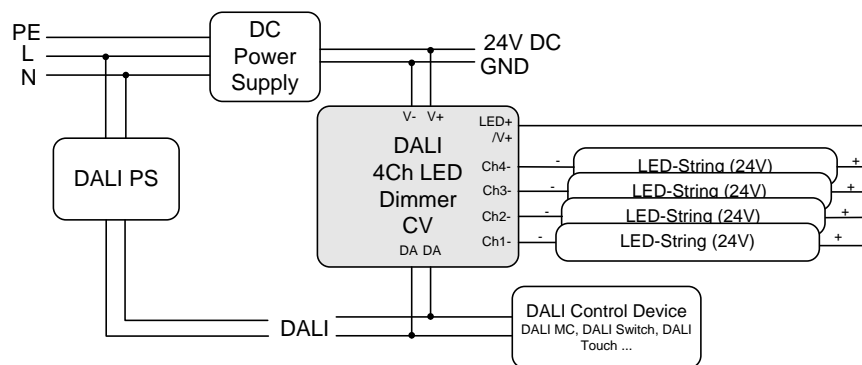 PE
L
N
DC
Power
Supply
24V DC
GND
DALI PS
V- V+
DALI
4Ch LED
Dimmer
CV
DA DA
LED+
/V+
Ch4-
Ch3-
Ch2-
Ch1-
- LED-String (24V) +
- LED-String (24V) +
- LED-String (24V) +
- LED-String (24V) +
DALI
DALI Control Device
DALI MC, DALI Switch, DALI
Touch ...